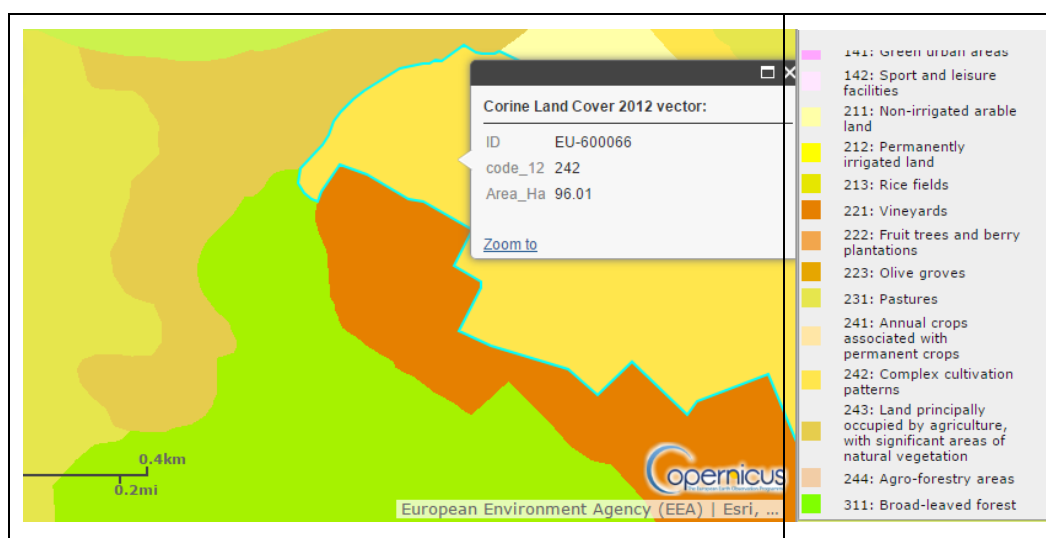 Corine Land Cover 2012 vector:
ID EU-600066
code_12 242
Area_Ha 96.01
Zoom to
0.4km
0.2mi
Copernicus
European Environment Agency (EEA) | Esri, ...
141: Green urban areas
142: Sport and leisure
facilities
211: Non-irrigated arable
land
212: Permanently
irrigated land
213: Rice fields
221: Vineyards
222: Fruit trees and berry
plantations
223: Olive groves
231: Pastures
241: Annual crops
associated with
permanent crops
242: Complex cultivation
patterns
243: Land principally
occupied by agriculture,
with significant areas of
natural vegetation
244: Agro-forestry areas
311: Broad-leaved forest